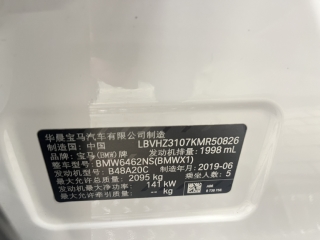 华晨宝马汽车有限公司
制造国：中国 LBVHZ3107KMR50826
品牌：宝马(BMW)牌 发动机排量：1998 mL
整车型号：BMW6462NS(BMWX1)
发动机型号：B48A20C 制造年月：2019-06
最大允许总质量：2095 kg 乘坐人数：5
发动机最大净功率：141 kW
最大允许牵引质量：-- kg